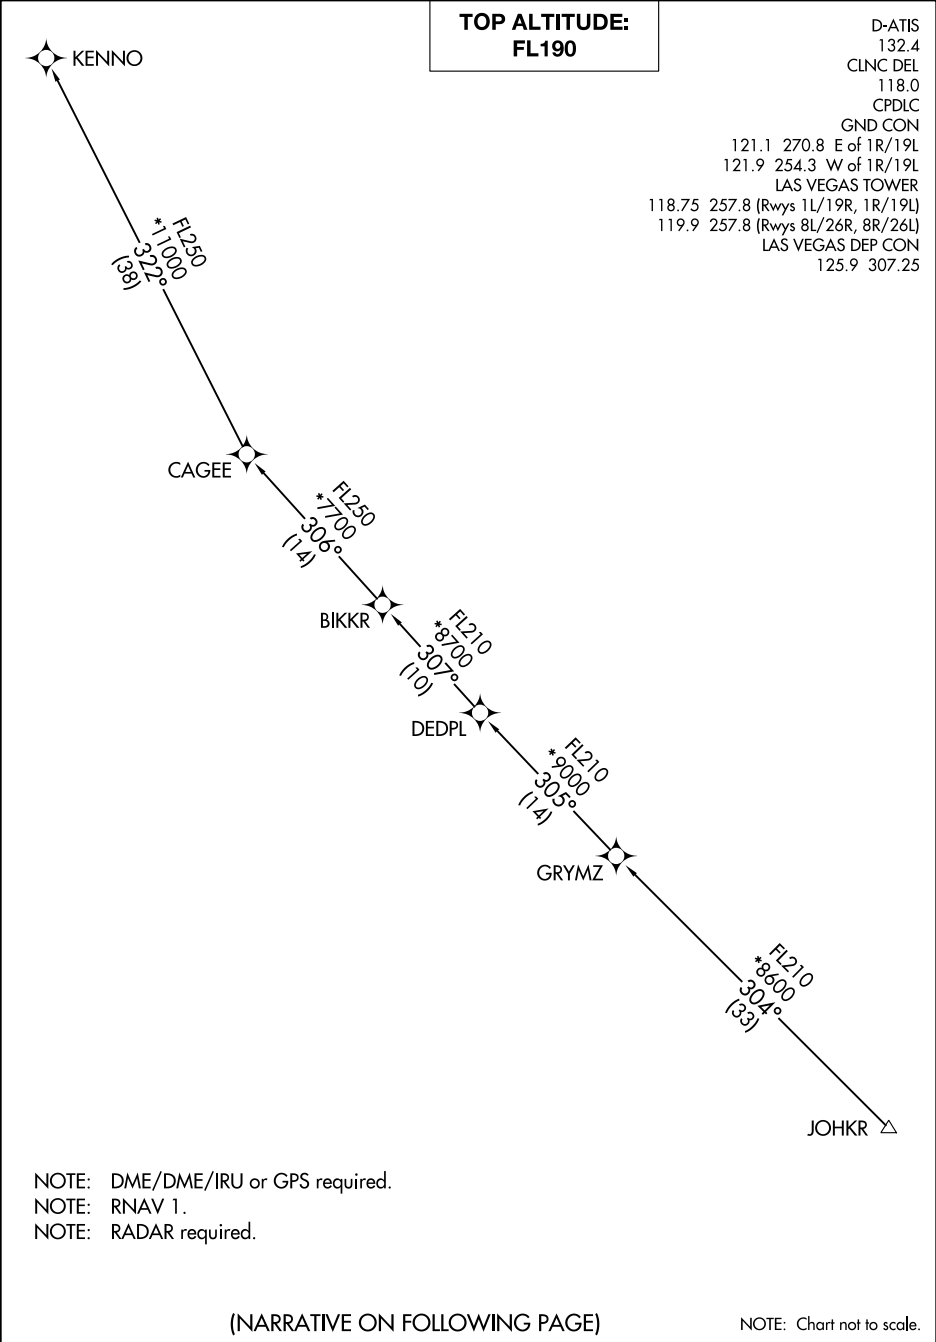 TOP ALTITUDE:
FL190
D-ATIS
132.4
CLNC DEL
118.0
CPDLC
GND CON
121.1 270.8 E of 1R/19L
121.9 254.3 W of 1R/19L
LAS VEGAS TOWER
118.75 257.8 (Rwys 1L/19R, 1R/19L)
119.9 257.8 (Rwys 8L/26R, 8R/26L)
LAS VEGAS DEP CON
125.9 307.25
KENNO
FL250
*11000
322°
(38)
CAGEE
FL250
*7700
306°
(14)
BIKKR
FL210
*8700
307°
(10)
DEDPL
FL210
*9000
305°
(14)
GRYMZ
FL210
*8600
304°
(33)
JOHKR
NOTE: DME/DME/IRU or GPS required.
NOTE: RNAV 1.
NOTE: RADAR required.
(NARRATIVE ON FOLLOWING PAGE)
NOTE: Chart not to scale.